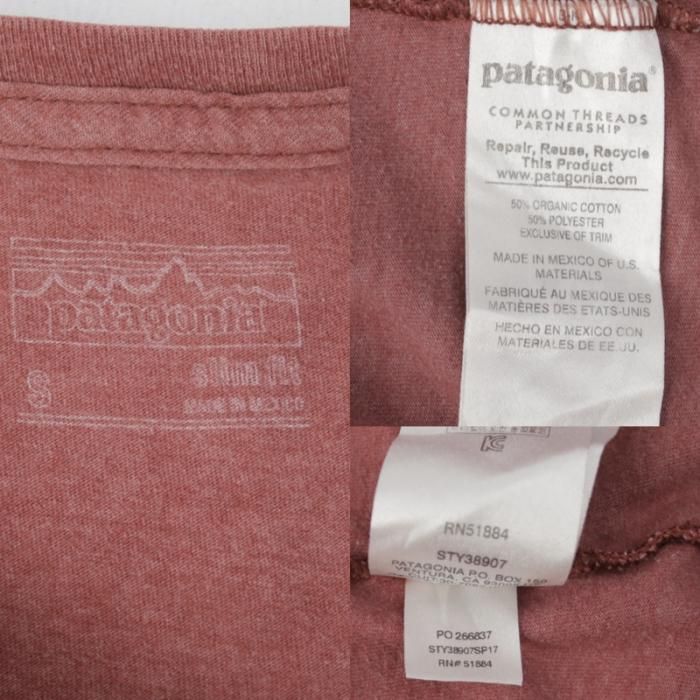 patagonia
S
slim fit
MADE IN MEXICO
patagonia®
COMMON THREADS
PARTNERSHIP
Repair, Reuse, Recycle
This Product
www.patagonia.com
50% ORGANIC COTTON
50% POLYESTER
EXCLUSIVE OF TRIM
MADE IN MEXICO OF U.S.
MATERIALS
FABRIQUÉ AU MEXIQUE DES
MATIÈRES DES ETATS-UNIS
HECHO EN MEXICO CON
MATERIALES DE EE.UU.
RN51884
STY38907
PATAGONIA P.O. BOX 150
VENTURA, CA
PO 266837
STY38907SP17
RN# 51884